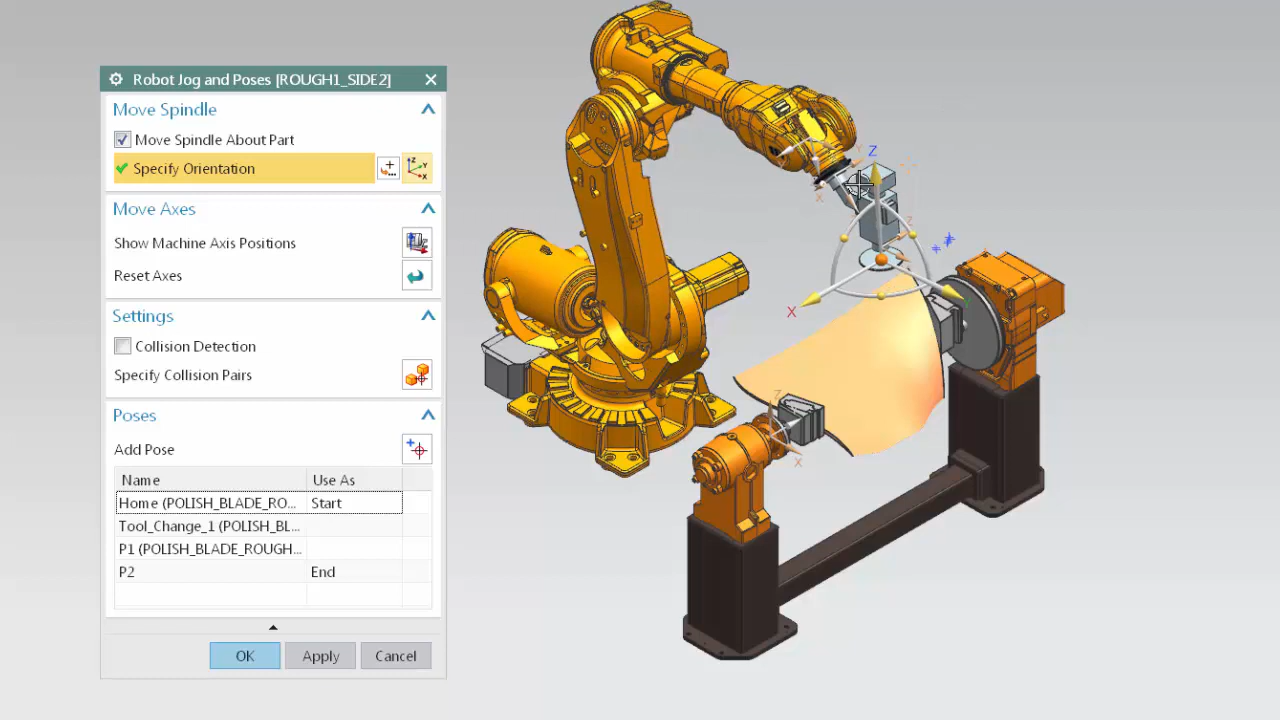 Robot Jog and Poses [ROUGH1_SIDE2]
Move Spindle
Move Spindle About Part
Specify Orientation
Move Axes
Show Machine Axis Positions
Reset Axes
Settings
Collision Detection
Specify Collision Pairs
Poses
Add Pose
Name Use As
Home (POLISH_BLADE_RO... Start
Tool_Change_1 (POLISH_BL...
P1 (POLISH_BLADE_ROUGH...
P2 End
OK Apply Cancel
Z
X
Y
X
Z
Z
X